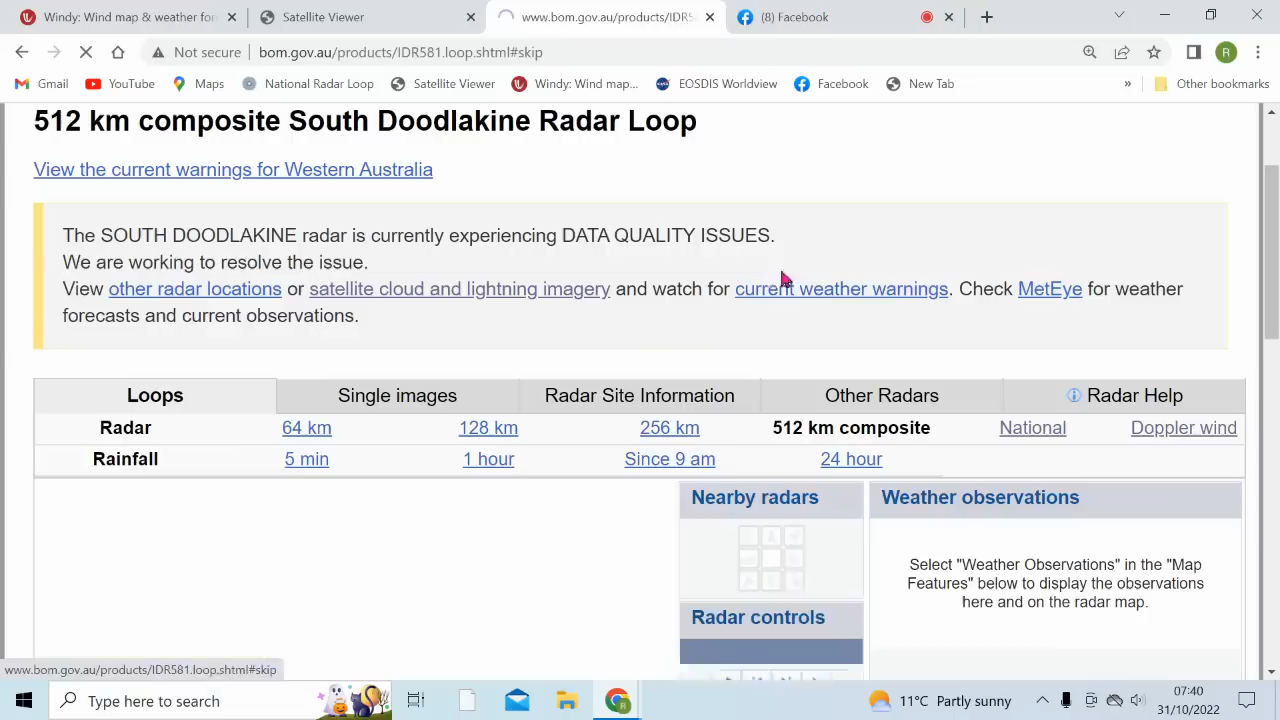 Windy: Wind map & weather for
Satellite Viewer
www.bom.gov.au/products/IDR5
(8) Facebook
Not secure
bom.gov.au/products/IDR581.loop.shtml#skip
R
Gmail
YouTube
Maps
National Radar Loop
Satellite Viewer
Windy: Wind map...
EOSDIS Worldview
Facebook
New Tab
»
Other bookmarks
512 km composite South Doodlakine Radar Loop
View the current warnings for Western Australia
The SOUTH DOODLAKINE radar is currently experiencing DATA QUALITY ISSUES.
We are working to resolve the issue.
View other radar locations or satellite cloud and lightning imagery and watch for current weather warnings. Check MetEye for weather
forecasts and current observations.
Loops Single images Radar Site Information Other Radars Radar Help
Radar 64 km 128 km 256 km 512 km composite National Doppler wind
Rainfall 5 min 1 hour Since 9 am 24 hour
Nearby radars
Weather observations
Select "Weather Observations" in the "Map
Features" below to display the observations
here and on the radar map.
Radar controls
www.bom.gov.au/products/IDR581.loop.shtml#skip
Type here to search
R
11°C Partly sunny
07:40
31/10/2022